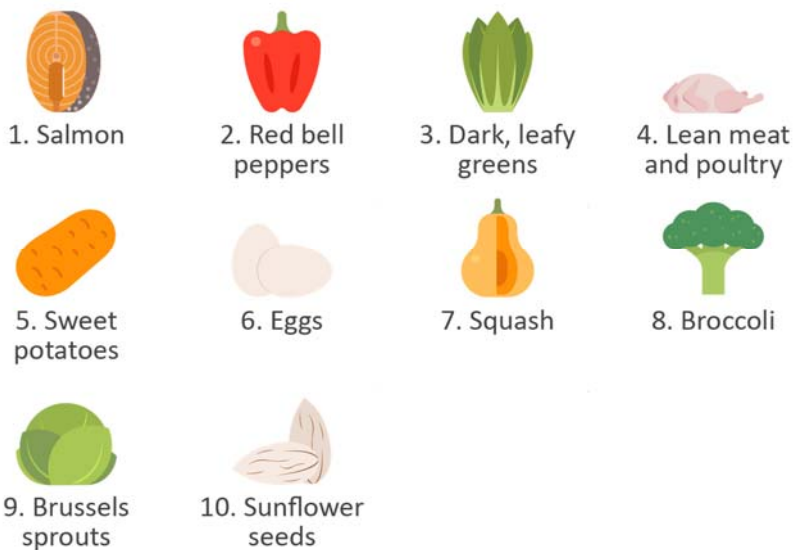 1. Salmon
2. Red bell
peppers
3. Dark, leafy
greens
4. Lean meat
and poultry
5. Sweet
potatoes
6. Eggs
7. Squash
8. Broccoli
9. Brussels
sprouts
10. Sunflower
seeds